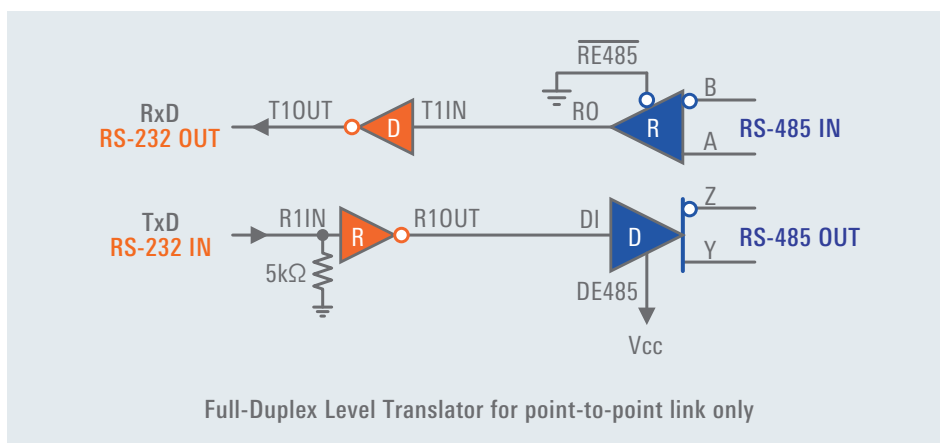 RE485
B
RxD
T1OUT
T1IN
RO
RS-232 OUT
D
R
RS-485 IN
A
TxD
R1IN
R1OUT
DI
Z
RS-232 IN
R
D
RS-485 OUT
5kΩ
Y
DE485
Vcc
Full-Duplex Level Translator for point-to-point link only